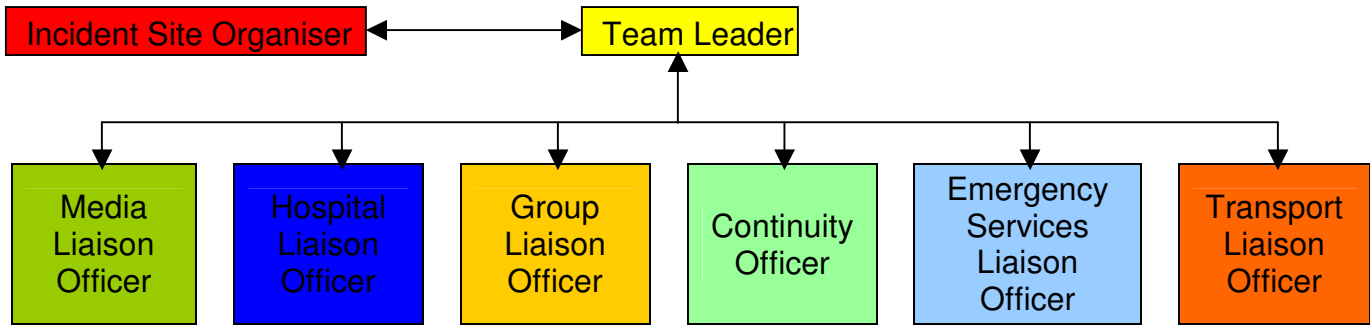 Incident Site Organiser
Team Leader
Media
Liaison
Officer
Hospital
Liaison
Officer
Group
Liaison
Officer
Continuity
Officer
Emergency
Services
Liaison
Officer
Transport
Liaison
Officer